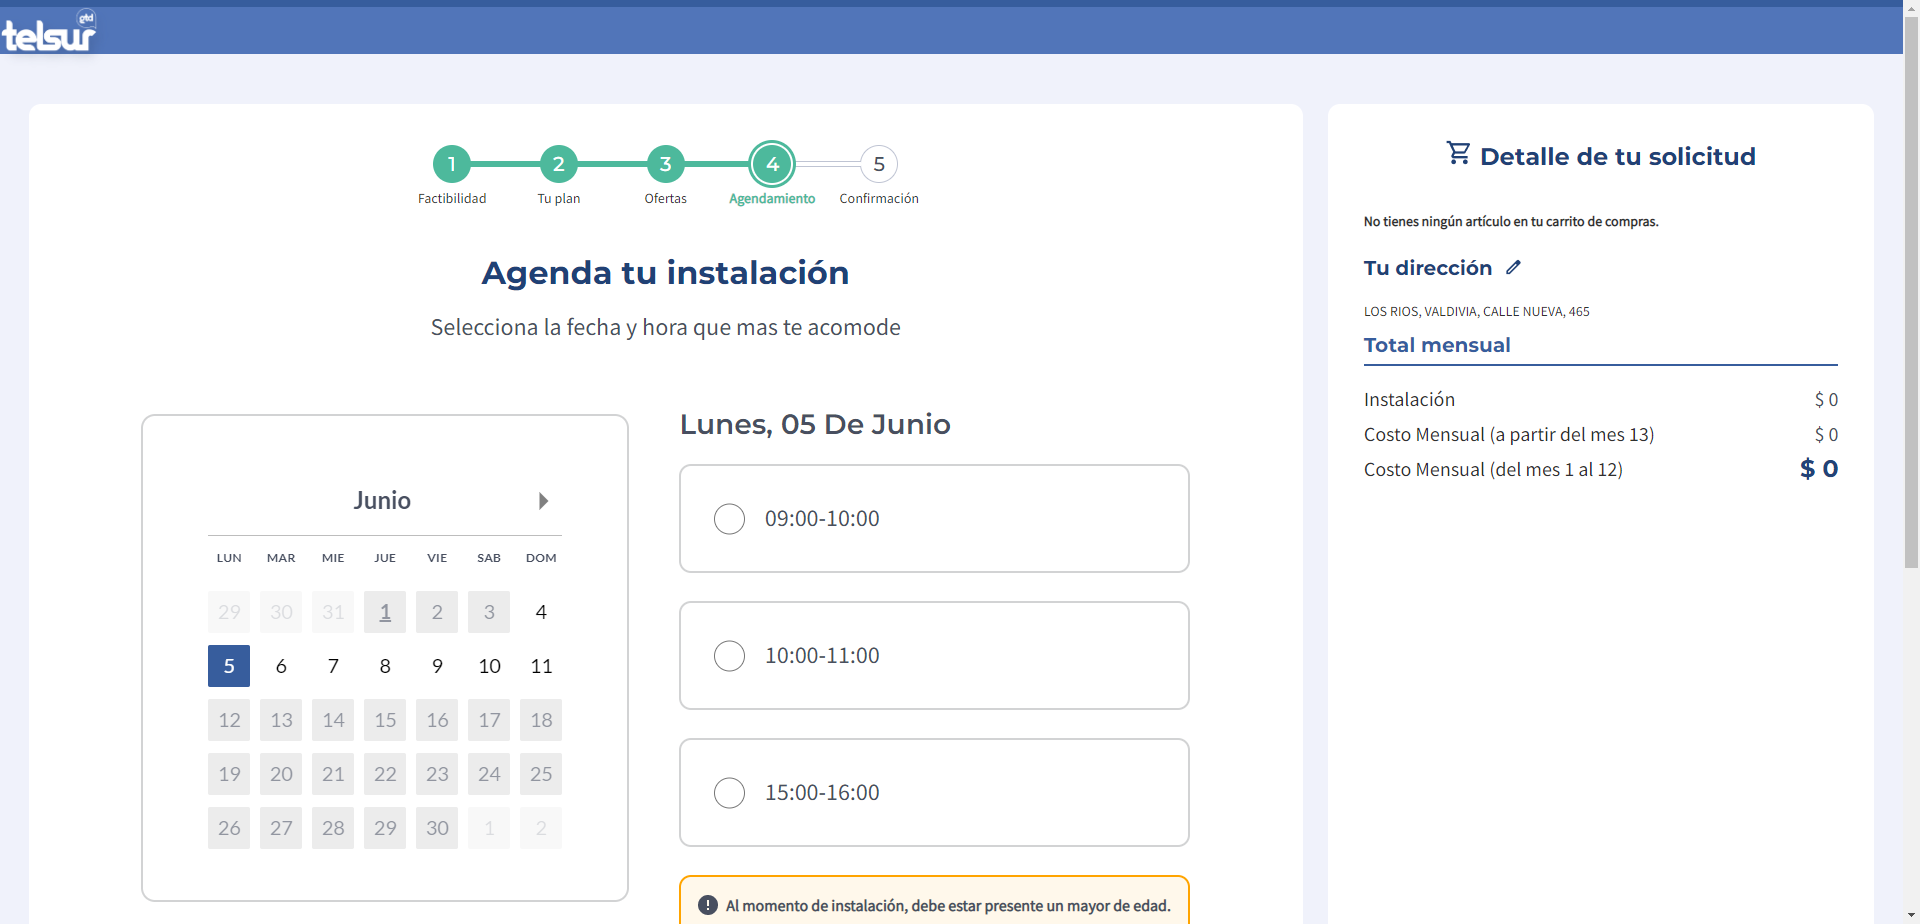 telsur gtd
1 2 3 4 5
Factibilidad Tu plan Ofertas Agendamiento Confirmación
Agenda tu instalación
Selecciona la fecha y hora que mas te acomode
Junio
LUN MAR MIE JUE VIE SAB DOM
29 30 31 1 2 3 4
5 6 7 8 9 10 11
12 13 14 15 16 17 18
19 20 21 22 23 24 25
26 27 28 29 30 1 2
Lunes, 05 De Junio
09:00-10:00
10:00-11:00
15:00-16:00
Al momento de instalación, debe estar presente un mayor de edad.
Detalle de tu solicitud
No tienes ningún artículo en tu carrito de compras.
Tu dirección
LOS RIOS, VALDIVIA, CALLE NUEVA, 465
Total mensual
Instalación $ 0
Costo Mensual (a partir del mes 13) $ 0
Costo Mensual (del mes 1 al 12) $ 0